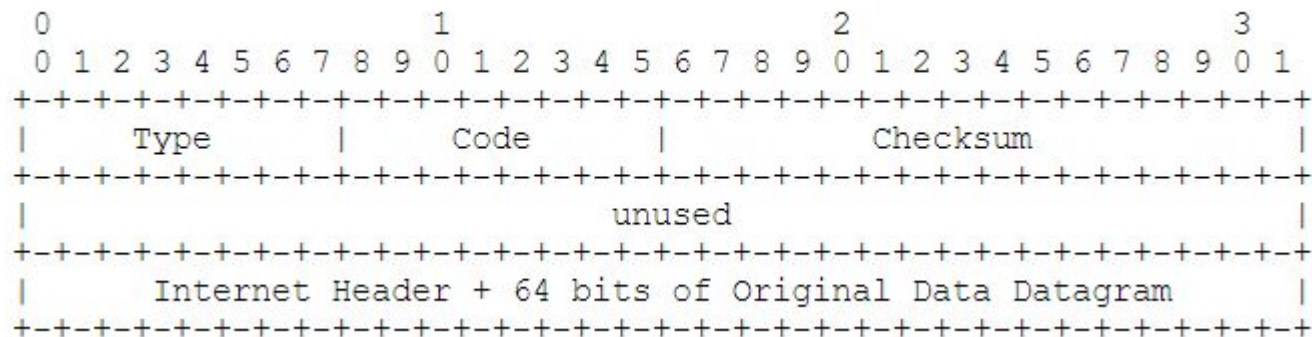 0                   1                   2                   3
 0 1 2 3 4 5 6 7 8 9 0 1 2 3 4 5 6 7 8 9 0 1 2 3 4 5 6 7 8 9 0 1
+-+-+-+-+-+-+-+-+-+-+-+-+-+-+-+-+-+-+-+-+-+-+-+-+-+-+-+-+-+-+-+-+
|     Type      |     Code      |          Checksum             |
+-+-+-+-+-+-+-+-+-+-+-+-+-+-+-+-+-+-+-+-+-+-+-+-+-+-+-+-+-+-+-+-+
|                             unused                            |
+-+-+-+-+-+-+-+-+-+-+-+-+-+-+-+-+-+-+-+-+-+-+-+-+-+-+-+-+-+-+-+-+
|      Internet Header + 64 bits of Original Data Datagram      |
+-+-+-+-+-+-+-+-+-+-+-+-+-+-+-+-+-+-+-+-+-+-+-+-+-+-+-+-+-+-+-+-+